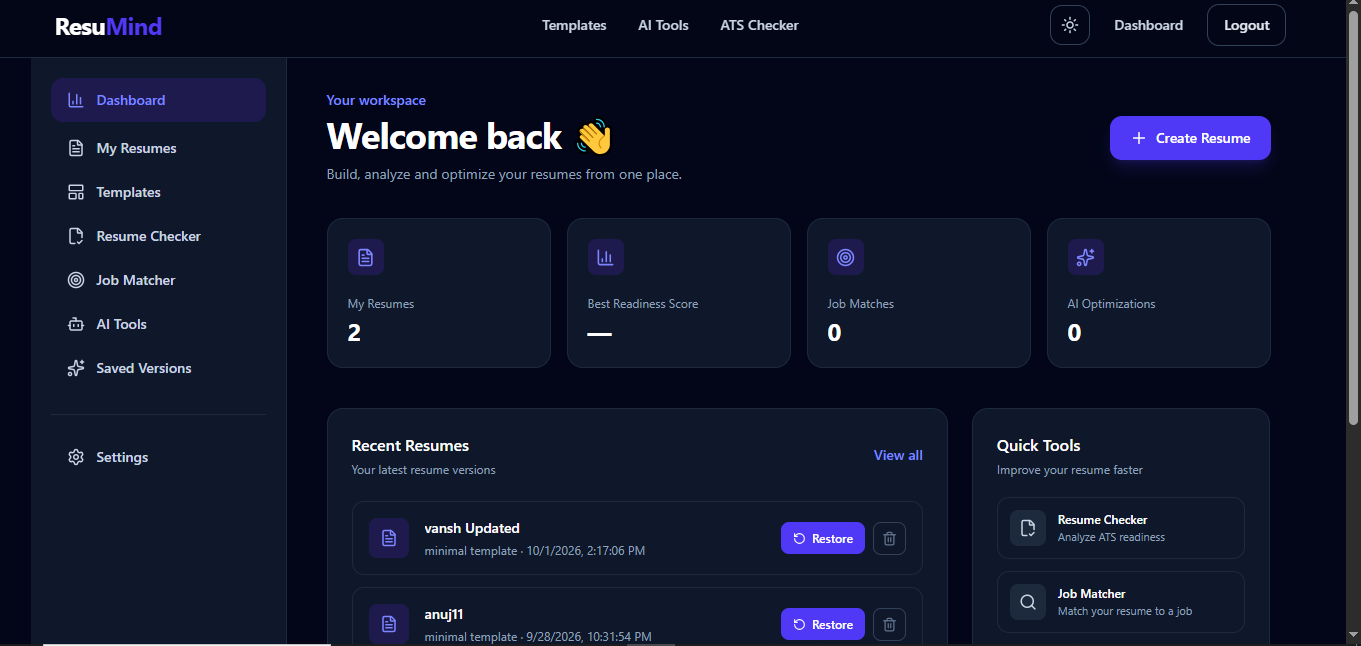 ResuMind
Templates
AI Tools
ATS Checker
Dashboard
Logout
Dashboard
My Resumes
Templates
Resume Checker
Job Matcher
AI Tools
Saved Versions
Settings
Your workspace
Welcome back 👋
Build, analyze and optimize your resumes from one place.
+ Create Resume
My Resumes
2
Best Readiness Score
—
Job Matches
0
AI Optimizations
0
Recent Resumes
Your latest resume versions
View all
vansh Updated
minimal template · 10/1/2026, 2:17:06 PM
Restore
anuj11
minimal template · 9/28/2026, 10:31:54 PM
Restore
Quick Tools
Improve your resume faster
Resume Checker
Analyze ATS readiness
Job Matcher
Match your resume to a job